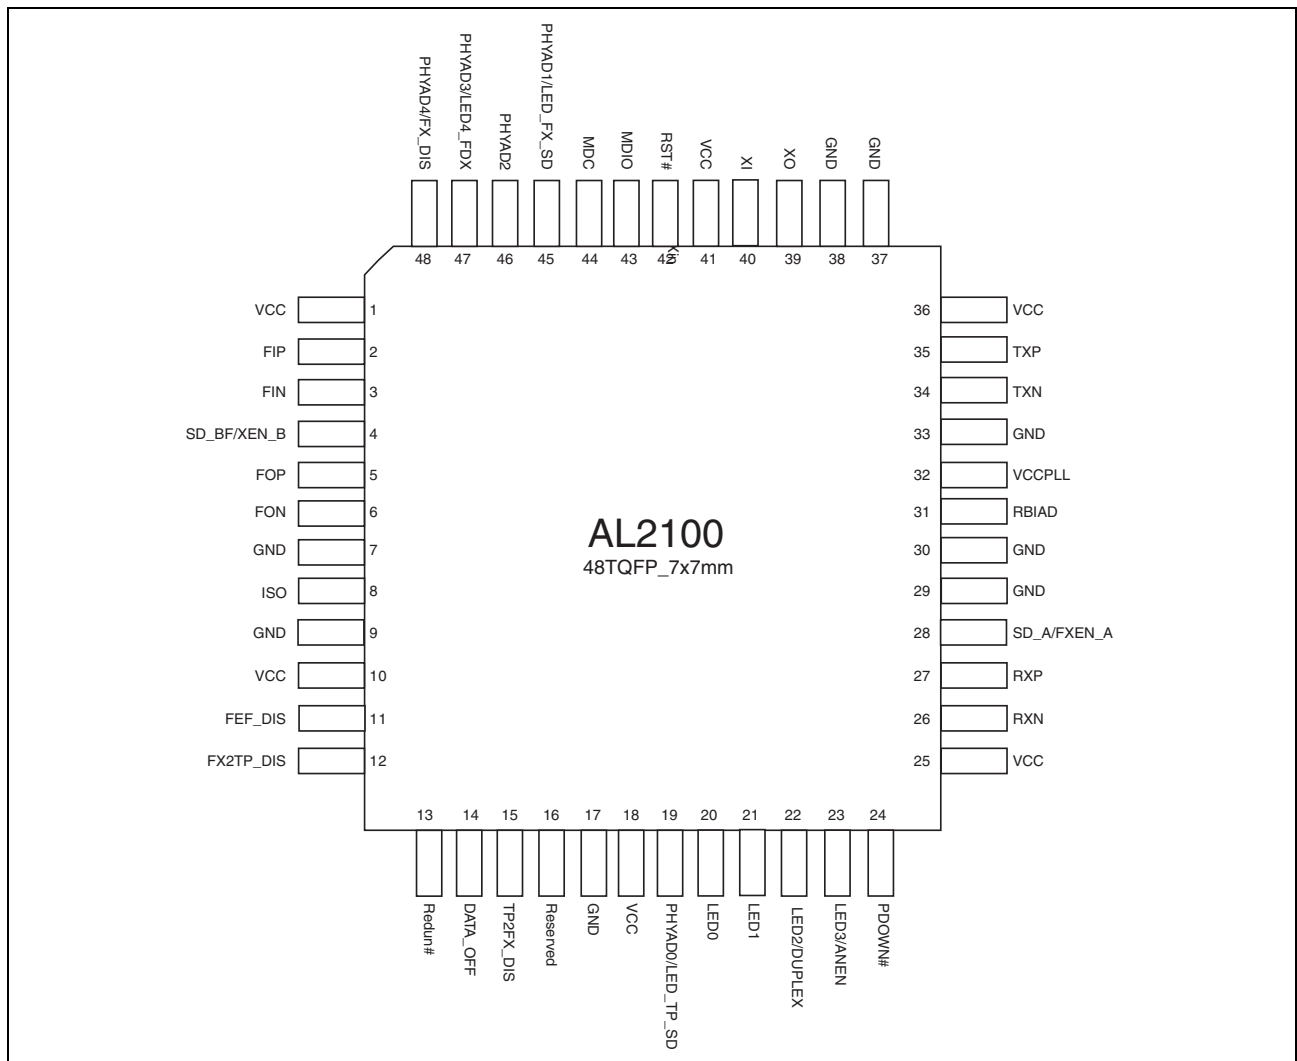 PHYAD4/FX_DIS
PHYAD3/LED4_FDX
PHYAD2
PHYAD1/LED_FX_SD
MDC
MDIO
RST#
VCC
XI
XO
GND
GND
48
47
46
45
44
43
42
41
40
39
38
37
VCC 1
FIP 2
FIN 3
SD_BF/XEN_B 4
FOP 5
FON 6
GND 7
ISO 8
GND 9
VCC 10
FEF_DIS 11
FX2TP_DIS 12
36 VCC
35 TXP
34 TXN
33 GND
32 VCCPLL
31 RBIAD
30 GND
29 GND
28 SD_A/FXEN_A
27 RXP
26 RXN
25 VCC
AL2100
48TQFP_7x7mm
13
14
15
16
17
18
19
20
21
22
23
24
Redun#
DATA_OFF
TP2FX_DIS
Reserved
GND
VCC
PHYAD0/LED_TP_SD
LED0
LED1
LED2/DUPLEX
LED3/ANEN
PDOWN#